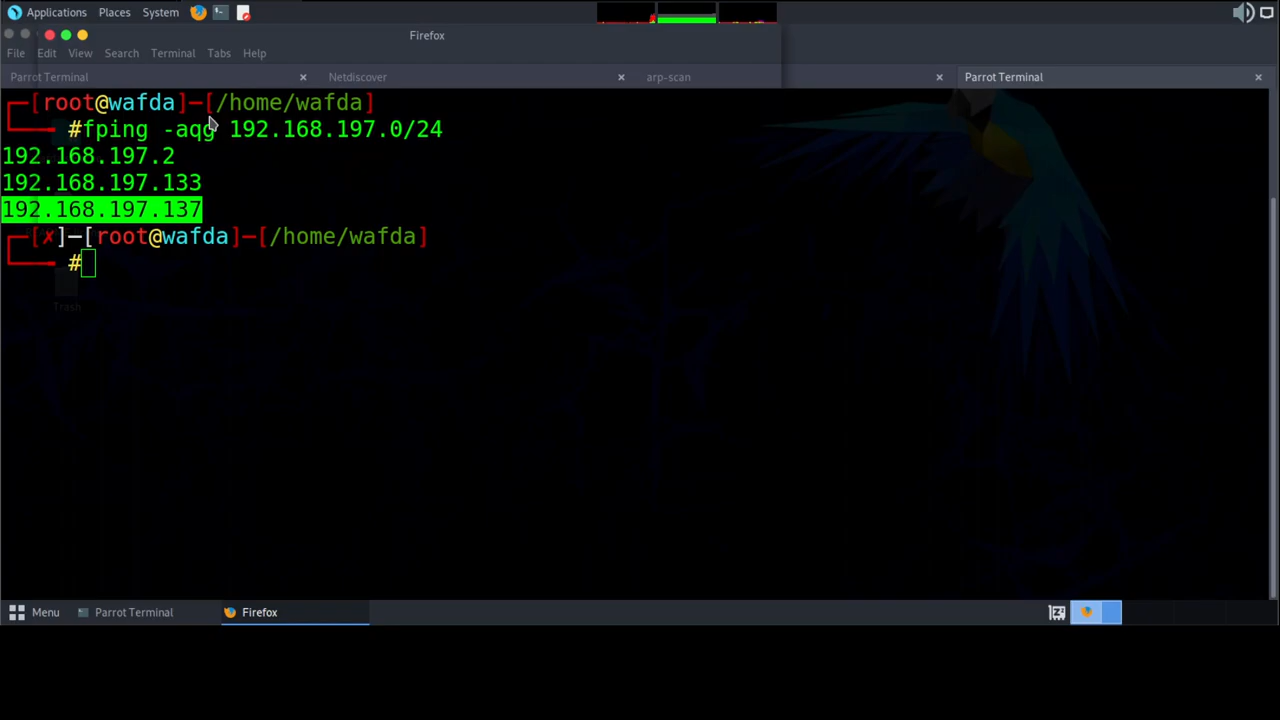 Applications Places System
Firefox
File Edit View Search Terminal Tabs Help
Parrot Terminal × Netdiscover × arp-scan × Parrot Terminal ×
┌─[root@wafda]─[/home/wafda]
└──╼ #fping -aqg 192.168.197.0/24
192.168.197.2
192.168.197.133
192.168.197.137
┌─[✗]─[root@wafda]─[/home/wafda]
└──╼ #
Trash
Menu Parrot Terminal Firefox